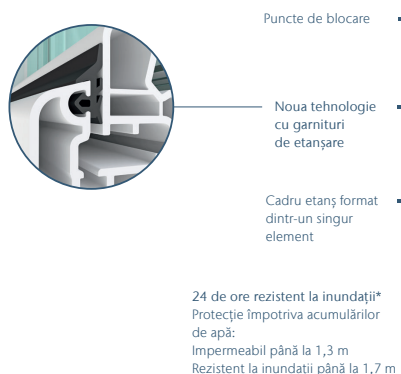 Puncte de blocare
Noua tehnologie
cu garnituri
de etanșare
Cadru etanș format
dintr-un singur
element
24 de ore rezistent la inundații*
Protecție împotriva acumulărilor
de apă:
Impermeabil până la 1,3 m
Rezistent la inundații până la 1,7 m